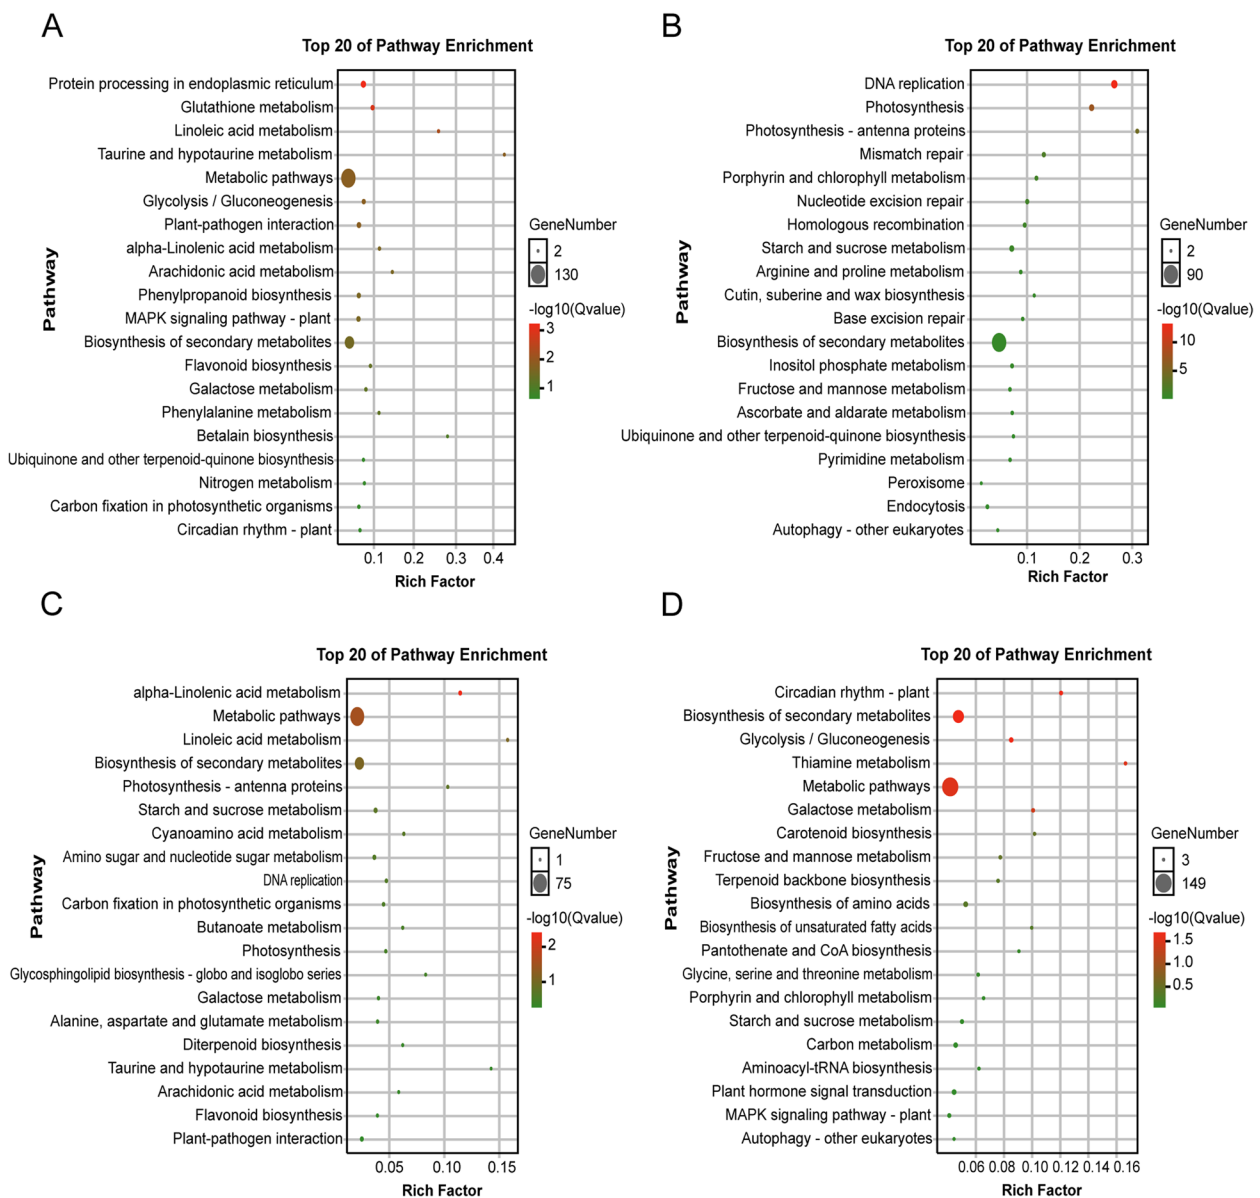 A
Top 20 of Pathway Enrichment
Pathway
Protein processing in endoplasmic reticulum
Glutathione metabolism
Linoleic acid metabolism
Taurine and hypotaurine metabolism
Metabolic pathways
Glycolysis / Gluconeogenesis
Plant-pathogen interaction
alpha-Linolenic acid metabolism
Arachidonic acid metabolism
Phenylpropanoid biosynthesis
MAPK signaling pathway - plant
Biosynthesis of secondary metabolites
Flavonoid biosynthesis
Galactose metabolism
Phenylalanine metabolism
Betalain biosynthesis
Ubiquinone and other terpenoid-quinone biosynthesis
Nitrogen metabolism
Carbon fixation in photosynthetic organisms
Circadian rhythm - plant
0.1 0.2 0.3 0.4
Rich Factor
GeneNumber
2
130
-log10(Qvalue)
3
2
1
B
Top 20 of Pathway Enrichment
Pathway
DNA replication
Photosynthesis
Photosynthesis - antenna proteins
Mismatch repair
Porphyrin and chlorophyll metabolism
Nucleotide excision repair
Homologous recombination
Starch and sucrose metabolism
Arginine and proline metabolism
Cutin, suberine and wax biosynthesis
Base excision repair
Biosynthesis of secondary metabolites
Inositol phosphate metabolism
Fructose and mannose metabolism
Ascorbate and aldarate metabolism
Ubiquinone and other terpenoid-quinone biosynthesis
Pyrimidine metabolism
Peroxisome
Endocytosis
Autophagy - other eukaryotes
0.1 0.2 0.3
Rich Factor
GeneNumber
2
90
-log10(Qvalue)
10
5
C
Top 20 of Pathway Enrichment
Pathway
alpha-Linolenic acid metabolism
Metabolic pathways
Linoleic acid metabolism
Biosynthesis of secondary metabolites
Photosynthesis - antenna proteins
Starch and sucrose metabolism
Cyanoamino acid metabolism
Amino sugar and nucleotide sugar metabolism
DNA replication
Carbon fixation in photosynthetic organisms
Butanoate metabolism
Photosynthesis
Glycosphingolipid biosynthesis - globo and isoglobo series
Galactose metabolism
Alanine, aspartate and glutamate metabolism
Diterpenoid biosynthesis
Taurine and hypotaurine metabolism
Arachidonic acid metabolism
Flavonoid biosynthesis
Plant-pathogen interaction
0.05 0.10 0.15
Rich Factor
GeneNumber
1
75
-log10(Qvalue)
2
1
D
Top 20 of Pathway Enrichment
Pathway
Circadian rhythm - plant
Biosynthesis of secondary metabolites
Glycolysis / Gluconeogenesis
Thiamine metabolism
Metabolic pathways
Galactose metabolism
Carotenoid biosynthesis
Fructose and mannose metabolism
Terpenoid backbone biosynthesis
Biosynthesis of amino acids
Biosynthesis of unsaturated fatty acids
Pantothenate and CoA biosynthesis
Glycine, serine and threonine metabolism
Porphyrin and chlorophyll metabolism
Starch and sucrose metabolism
Carbon metabolism
Aminoacyl-tRNA biosynthesis
Plant hormone signal transduction
MAPK signaling pathway - plant
Autophagy - other eukaryotes
0.06 0.08 0.10 0.12 0.14 0.16
Rich Factor
GeneNumber
3
149
-log10(Qvalue)
1.5
1.0
0.5